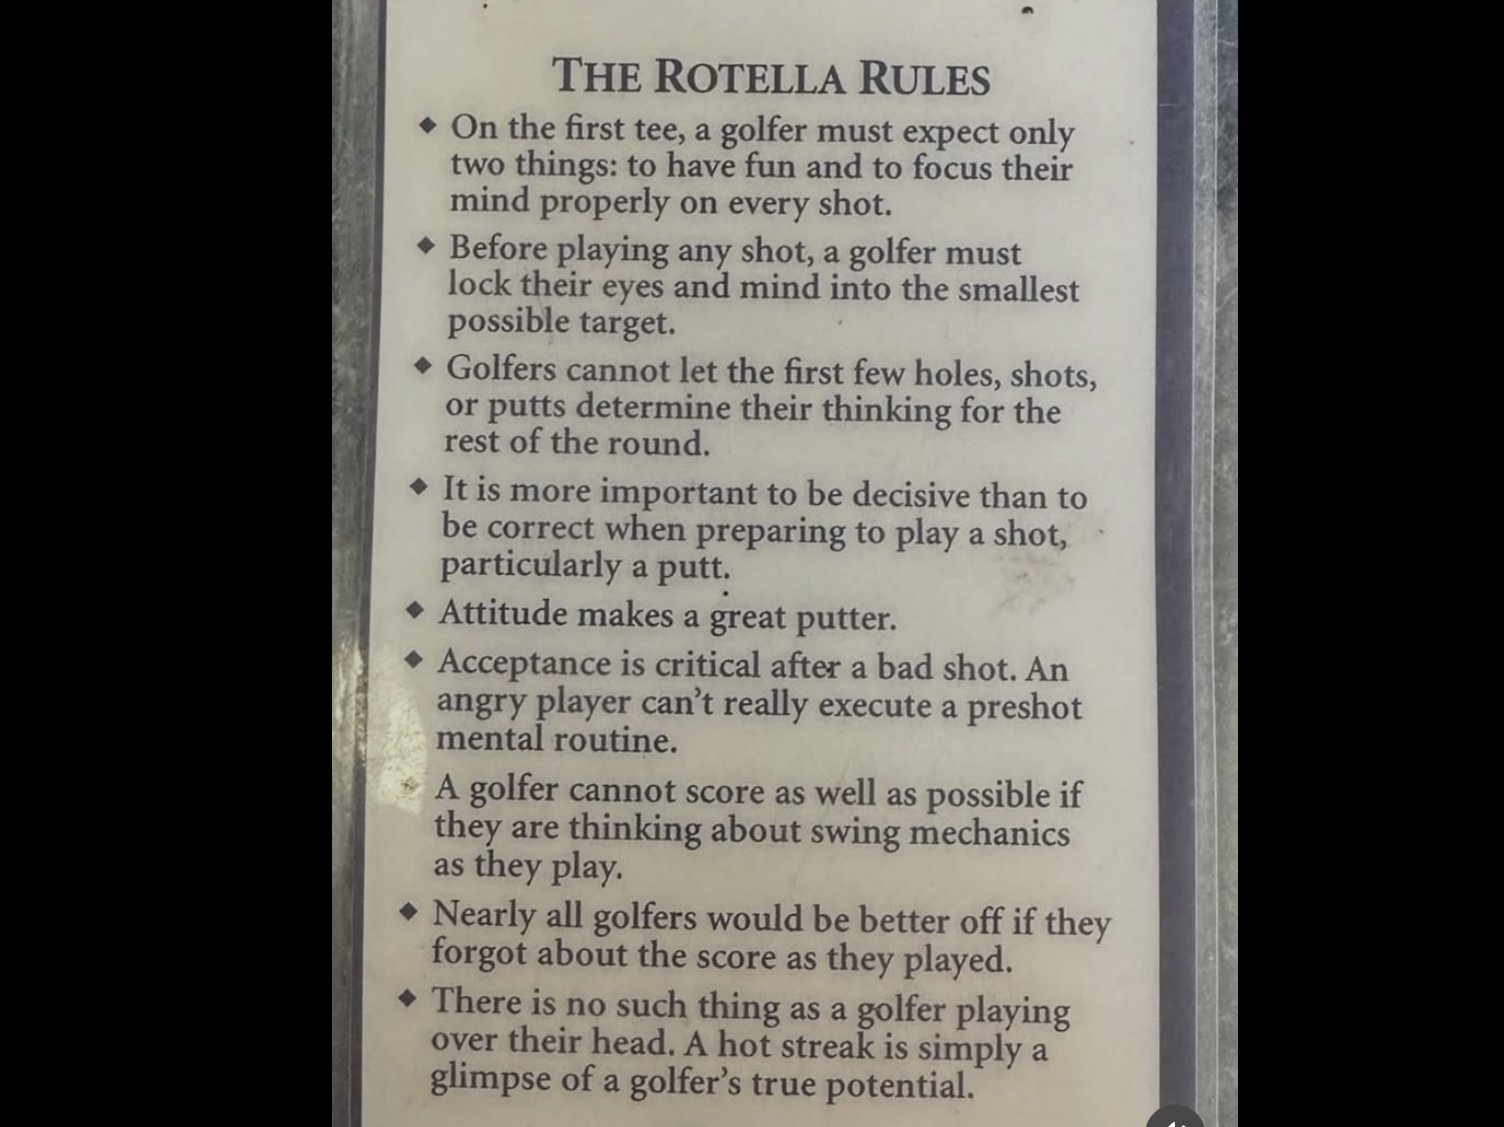 THE ROTELLA RULES
◆ On the first tee, a golfer must expect only
two things: to have fun and to focus their
mind properly on every shot.
◆ Before playing any shot, a golfer must
lock their eyes and mind into the smallest
possible target.
◆ Golfers cannot let the first few holes, shots,
or putts determine their thinking for the
rest of the round.
◆ It is more important to be decisive than to
be correct when preparing to play a shot,
particularly a putt.
◆ Attitude makes a great putter.
◆ Acceptance is critical after a bad shot. An
angry player can’t really execute a preshot
mental routine.
A golfer cannot score as well as possible if
they are thinking about swing mechanics
as they play.
◆ Nearly all golfers would be better off if they
forgot about the score as they played.
◆ There is no such thing as a golfer playing
over their head. A hot streak is simply a
glimpse of a golfer’s true potential.